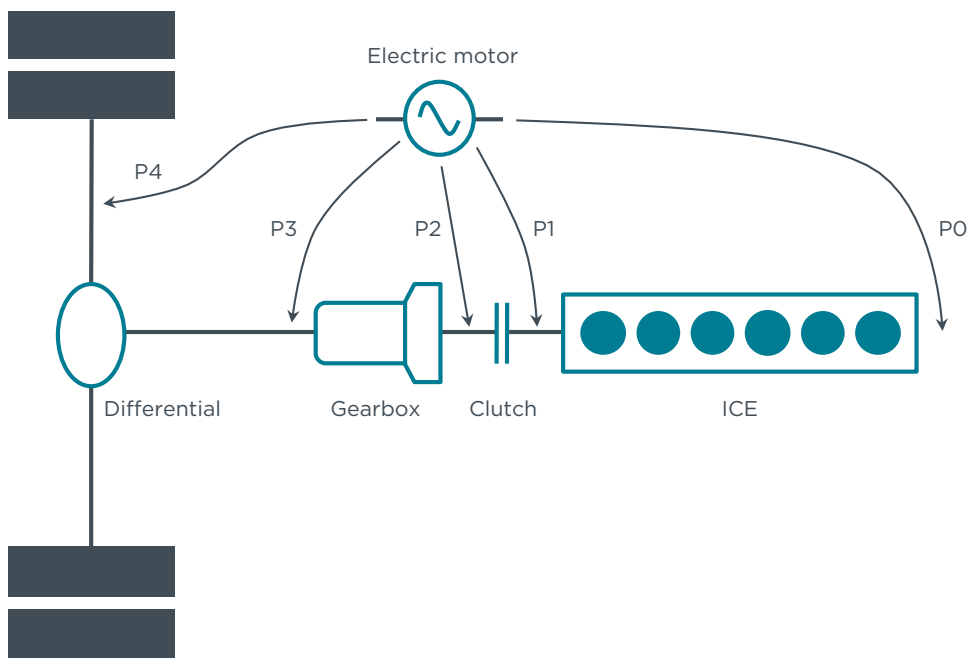 Electric motor
P4
P3
P2
P1
P0
Differential
Gearbox
Clutch
ICE